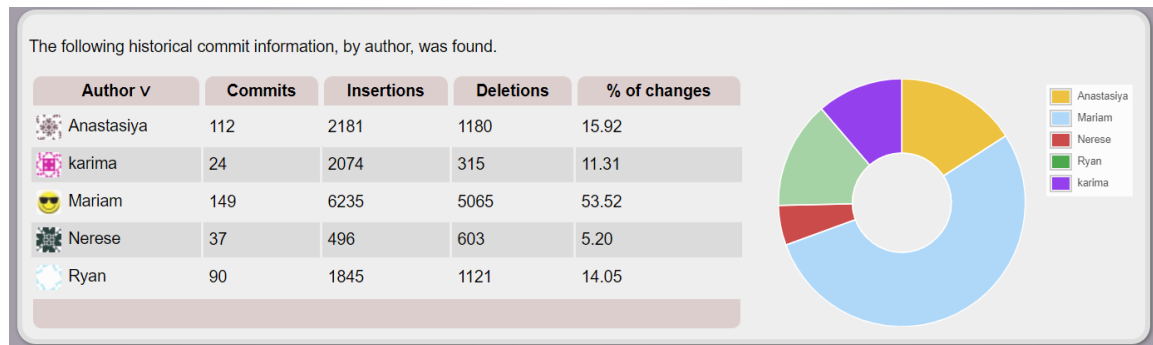 The following historical commit information, by author, was found.
Author ∨ Commits Insertions Deletions % of changes
Anastasiya 112 2181 1180 15.92
karima 24 2074 315 11.31
Mariam 149 6235 5065 53.52
Nerese 37 496 603 5.20
Ryan 90 1845 1121 14.05
Anastasiya
Mariam
Nerese
Ryan
karima